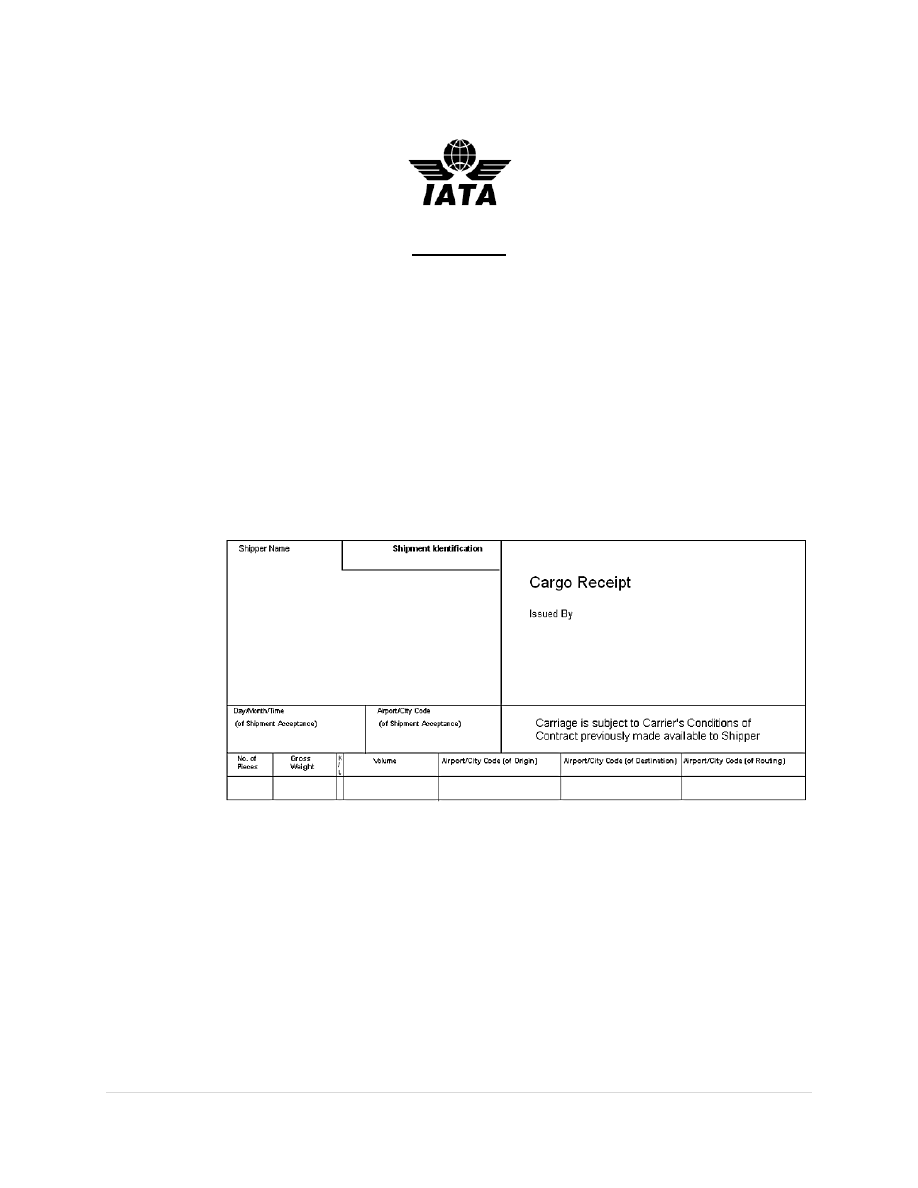 IATA
Shipper Name
Shipment Identification
Cargo Receipt
Issued By
Day/Month/Time
(of Shipment Acceptance)
Airport/City Code
(of Shipment Acceptance)
Carriage is subject to Carrier's Conditions of
Contract previously made available to Shipper
No. of
Pieces
Gross
Weight
K
/
L
Volume
Airport/City Code (of Origin)
Airport/City Code (of Destination)
Airport/City Code (of Routing)